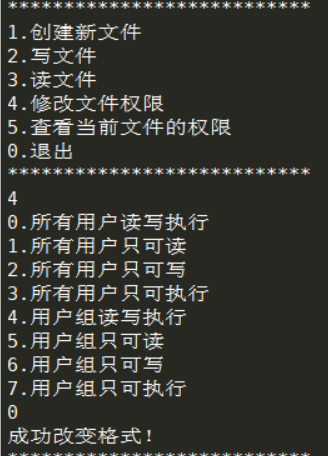 ***************************
1.创建新文件
2.写文件
3.读文件
4.修改文件权限
5.查看当前文件的权限
0.退出
***************************
4
0.所有用户读写执行
1.所有用户只可读
2.所有用户只可写
3.所有用户只可执行
4.用户组读写执行
5.用户组只可读
6.用户组只可写
7.用户组只可执行
0
成功改变格式!
***************************